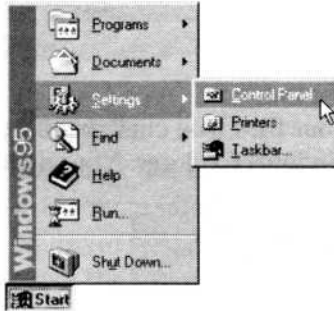 Programs
Documents
Settings
Control Panel
Printers
Taskbar...
Find
Help
Run...
Shut Down...
Windows95
Start